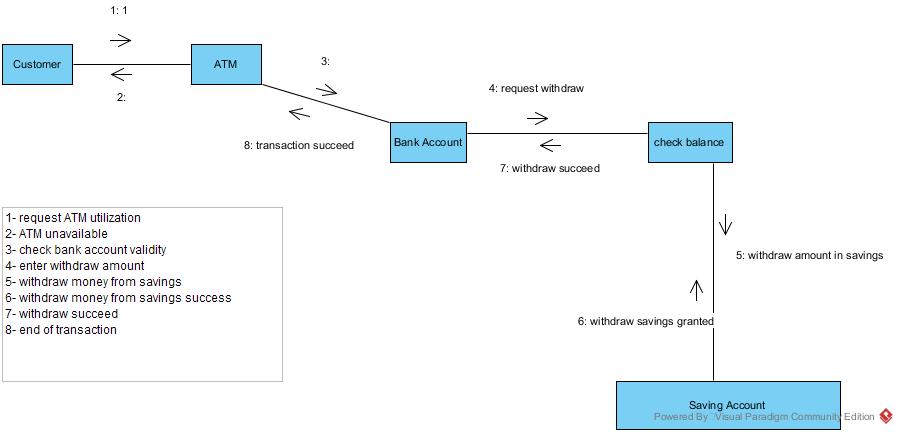 1: 1
Customer
ATM
2:
3:
8: transaction succeed
4: request withdraw
Bank Account
check balance
7: withdraw succeed
1- request ATM utilization
2- ATM unavailable
3- check bank account validity
4- enter withdraw amount
5- withdraw money from savings
6- withdraw money from savings success
7- withdraw succeed
8- end of transaction
5: withdraw amount in savings
6: withdraw savings granted
Saving Account
Powered By Visual Paradigm Community Edition